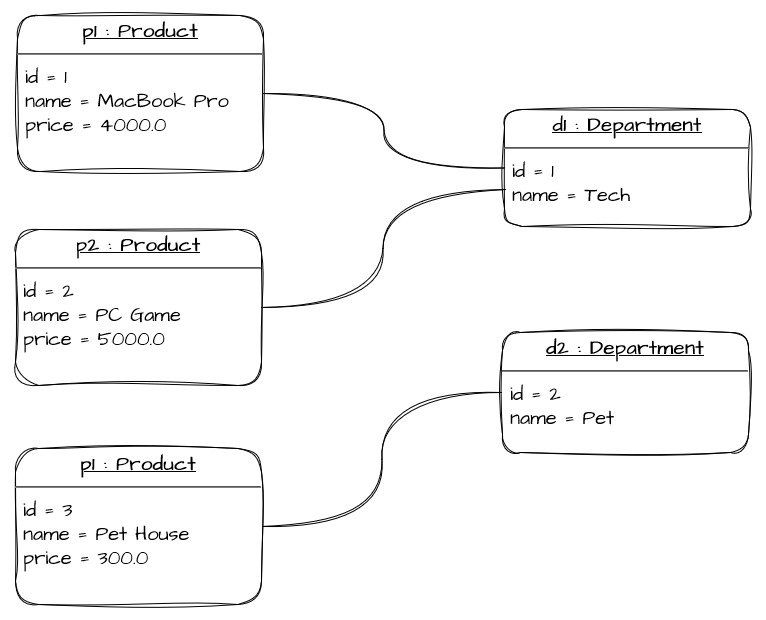 p1 : Product
id = 1
name = MacBook Pro
price = 4000.0
d1 : Department
id = 1
name = Tech
p2 : Product
id = 2
name = PC Game
price = 5000.0
d2 : Department
id = 2
name = Pet
p1 : Product
id = 3
name = Pet House
price = 300.0